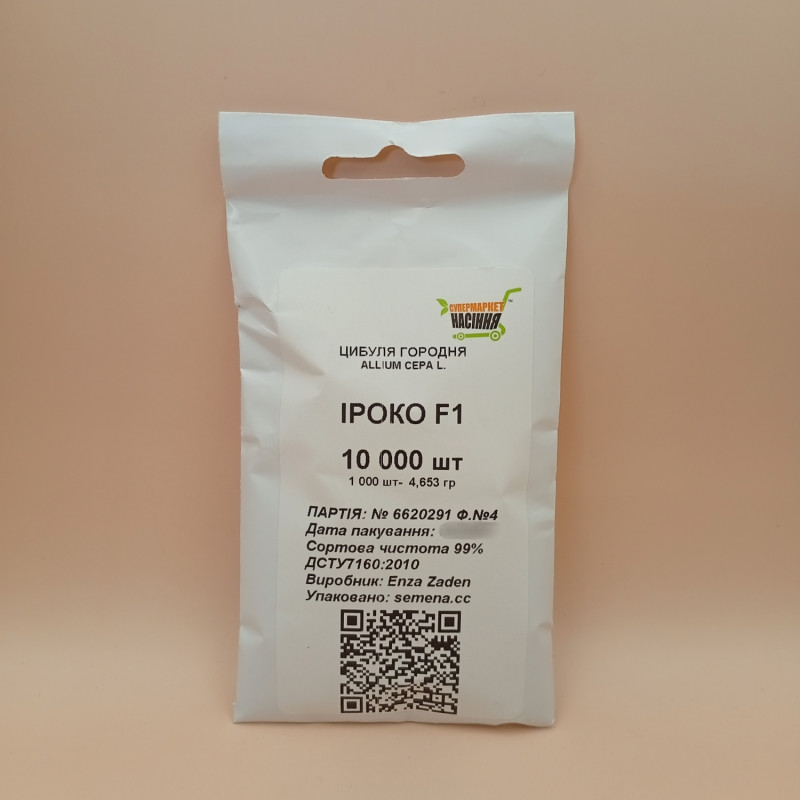 СУПЕРМАРКЕТ
НАСІННЯ
ЦИБУЛЯ ГОРОДНЯ
ALLIUM CEPA L.
ІРОКО F1
10 000 шт
1 000 шт- 4,653 гр
ПАРТІЯ: № 6620291 Ф.№4
Дата пакування:
Сортова чистота 99%
ДСТУ7160:2010
Виробник: Enza Zaden
Упаковано: semena.cc